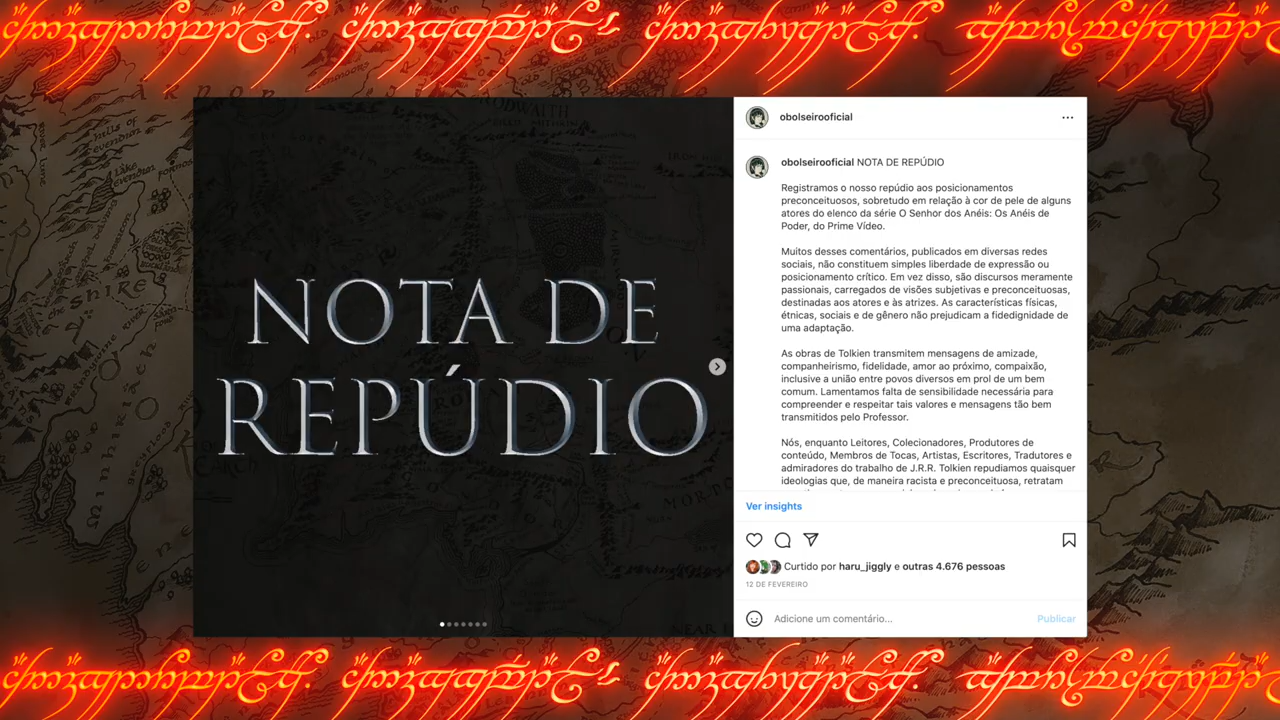 NOTA DE
REPÚDIO
obolseirooficial
obolseirooficial NOTA DE REPÚDIO
Registramos o nosso repúdio aos posicionamentos
preconceituosos, sobretudo em relação à cor de pele de alguns
atores do elenco da série O Senhor dos Anéis: Os Anéis de
Poder, do Prime Vídeo.
Muitos desses comentários, publicados em diversas redes
sociais, não constituem simples liberdade de expressão ou
posicionamento crítico. Em vez disso, são discursos meramente
passionais, carregados de visões subjetivas e preconceituosas,
destinadas aos atores e às atrizes. As características físicas,
étnicas, sociais e de gênero não prejudicam a fidedignidade de
uma adaptação.
As obras de Tolkien transmitem mensagens de amizade,
companheirismo, fidelidade, amor ao próximo, compaixão,
inclusive a união entre povos diversos em prol de um bem
comum. Lamentamos falta de sensibilidade necessária para
compreender e respeitar tais valores e mensagens tão bem
transmitidos pelo Professor.
Nós, enquanto Leitores, Colecionadores, Produtores de
conteúdo, Membros de Tocas, Artistas, Escritores, Tradutores e
admiradores do trabalho de J.R.R. Tolkien repudiamos quaisquer
ideologias que, de maneira racista e preconceituosa, retratam
Ver insights
Curtido por haru_jiggly e outras 4.676 pessoas
12 DE FEVEREIRO
Adicione um comentário...
Publicar